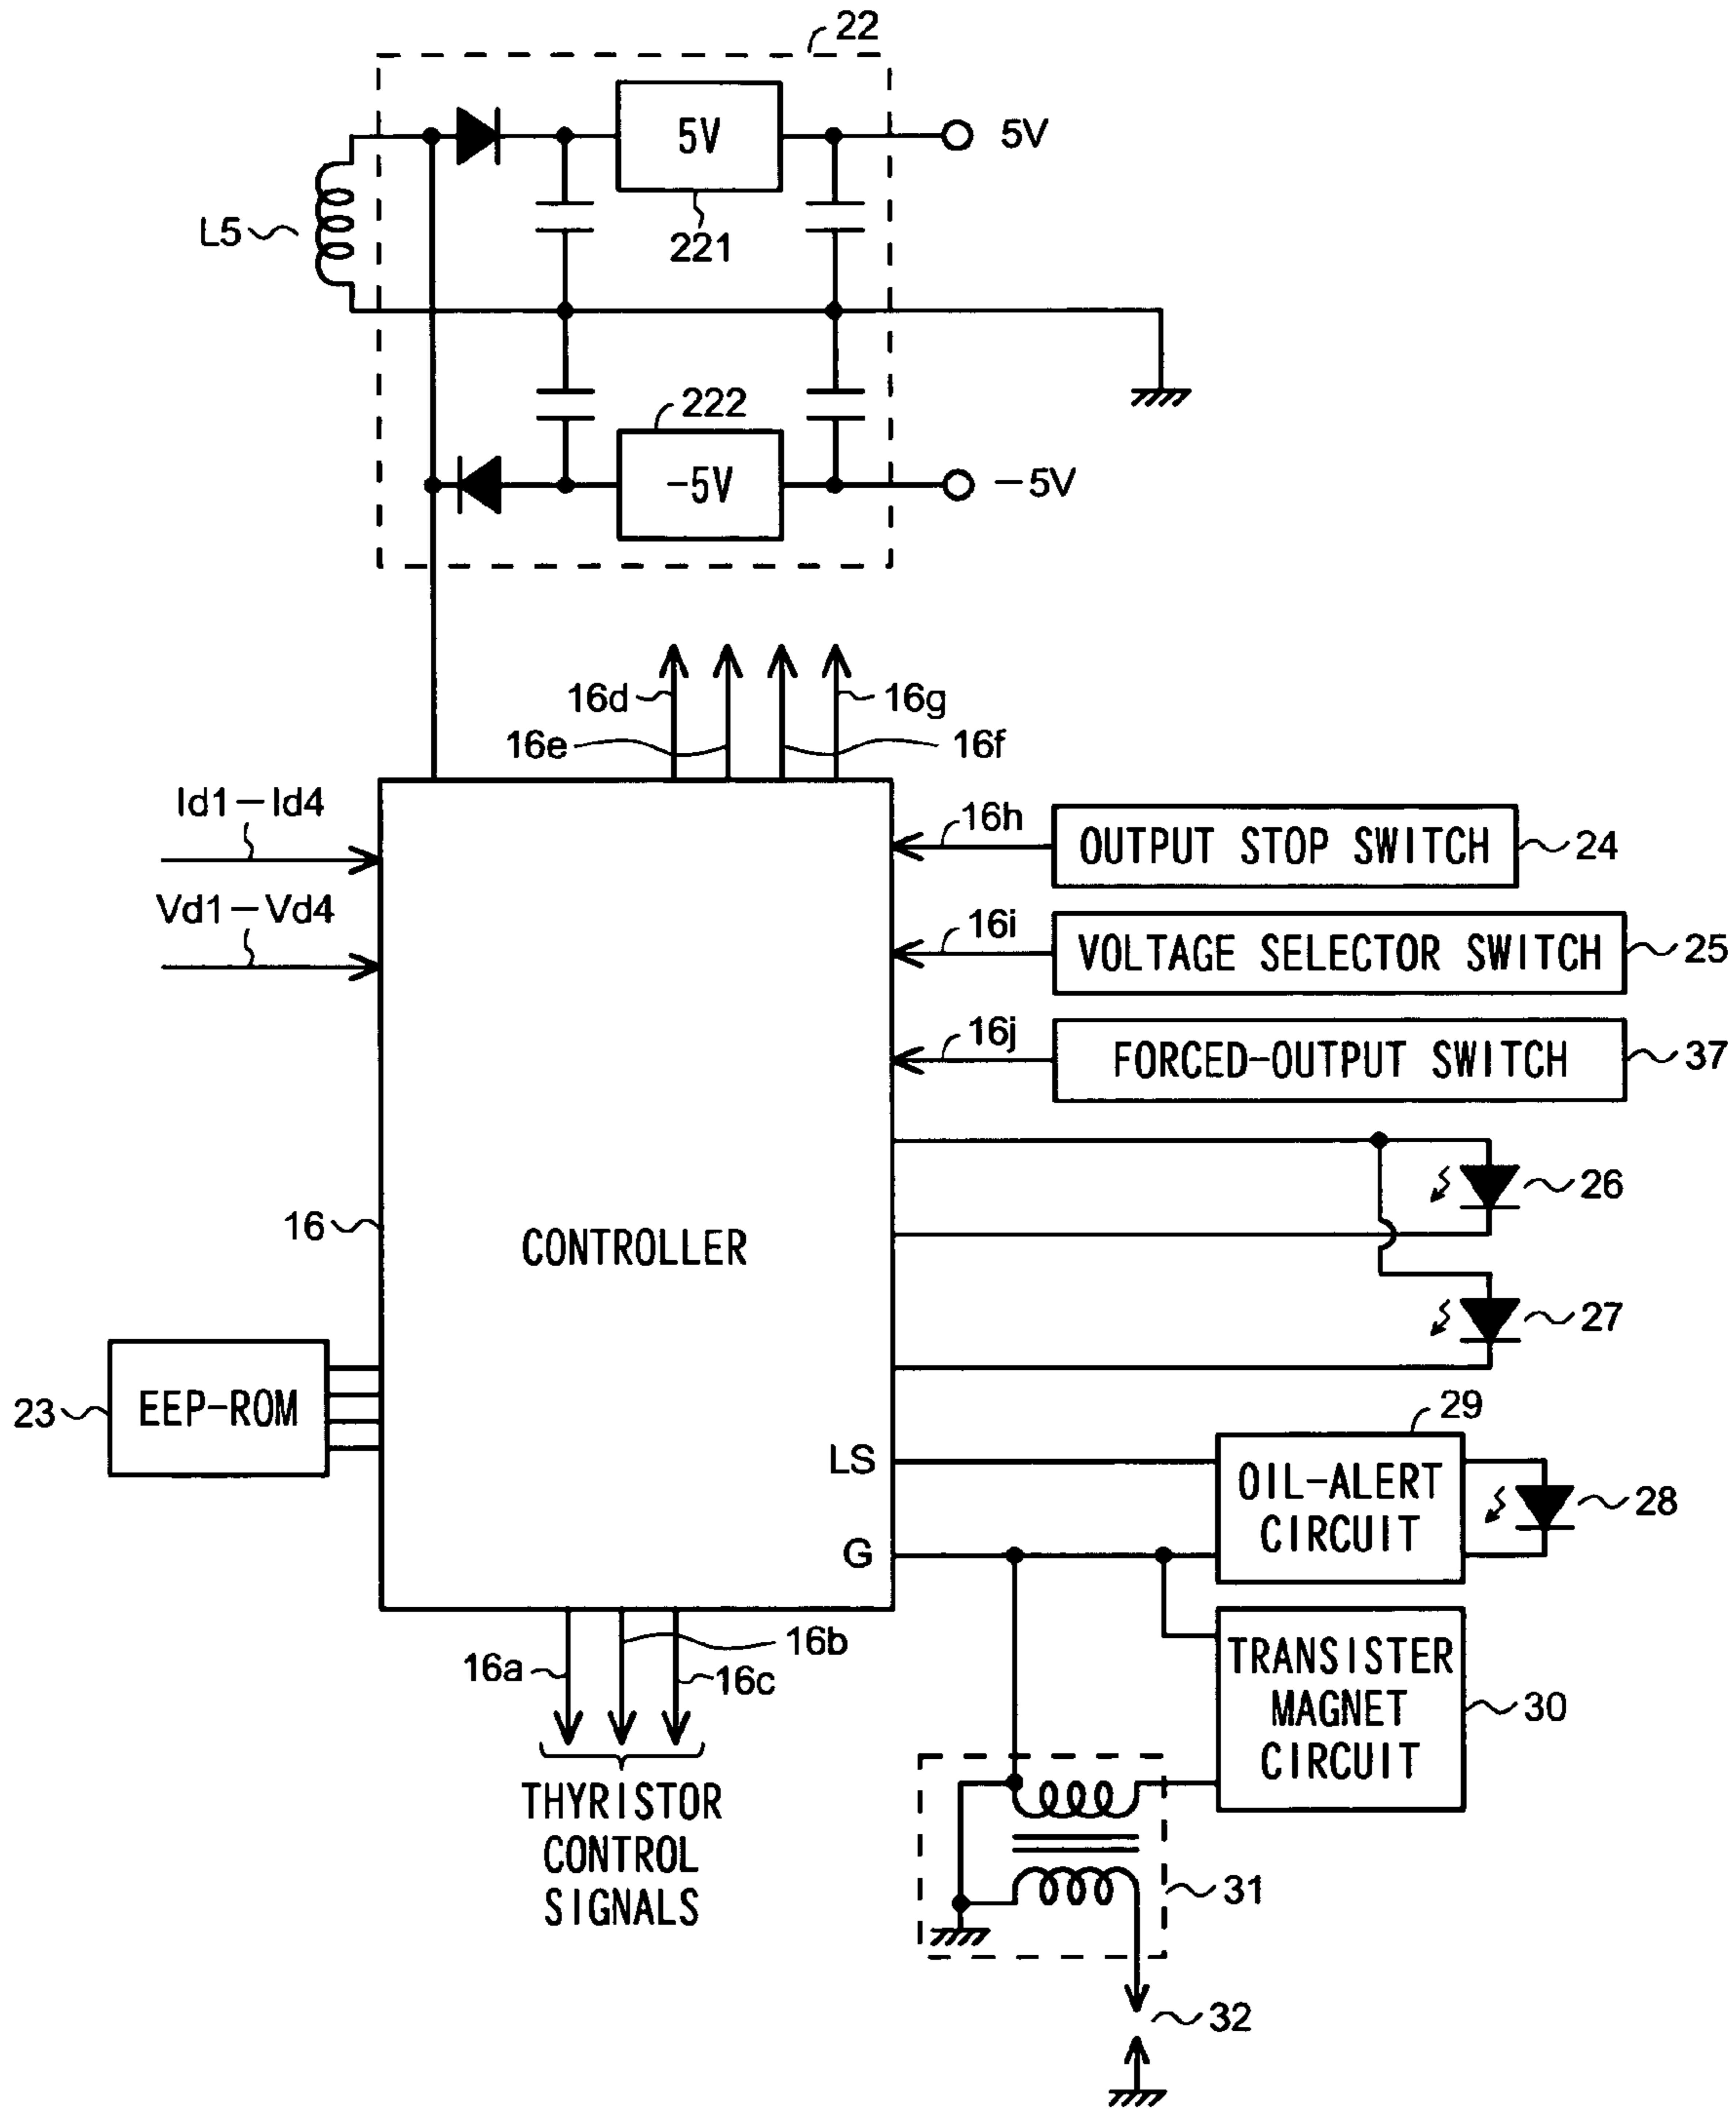 22
5V
5V
L5
221
222
-5V
-5V
16d
16g
16e
16f
Id1-Id4
16h
OUTPUT STOP SWITCH
24
Vd1-Vd4
16i
VOLTAGE SELECTOR SWITCH
25
16j
FORCED-OUTPUT SWITCH
37
26
16
CONTROLLER
27
23
EEP-ROM
29
LS
OIL-ALERT
CIRCUIT
28
G
16a
16b
16c
TRANSISTER
MAGNET
CIRCUIT
30
THYRISTOR
CONTROL
SIGNALS
31
32